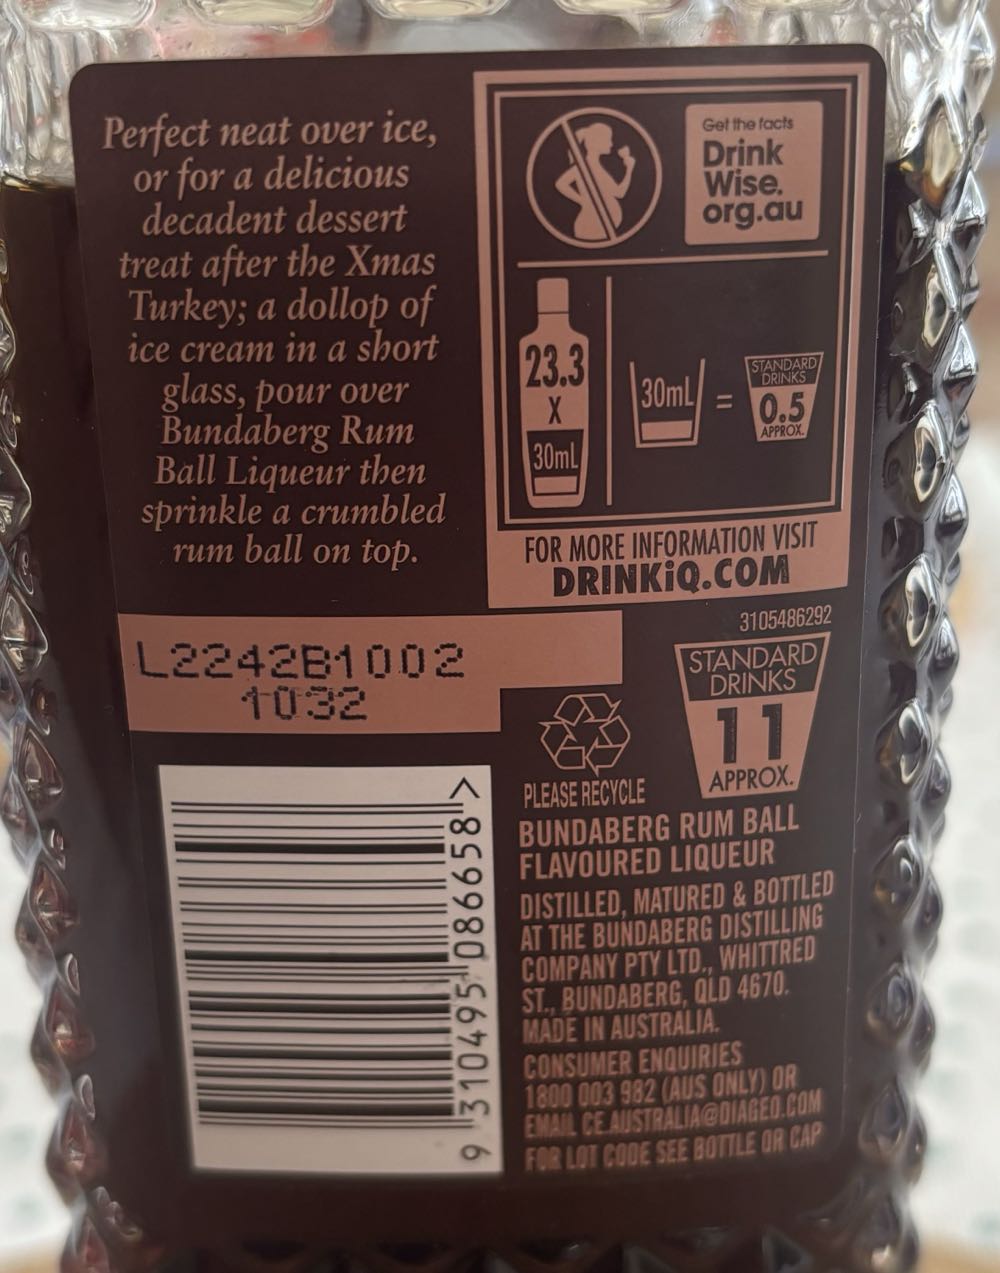 Perfect neat over ice,
or for a delicious
decadent dessert
treat after the Xmas
Turkey; a dollop of
ice cream in a short
glass, pour over
Bundaberg Rum
Ball Liqueur then
sprinkle a crumbled
rum ball on top.
Get the facts
Drink
Wise.
org.au
23.3
X
30mL
30mL
=
STANDARD
DRINKS
0.5
APPROX.
FOR MORE INFORMATION VISIT
DRINKiQ.COM
3105486292
L2242B1002
1032
STANDARD
DRINKS
11
APPROX.
PLEASE RECYCLE
BUNDABERG RUM BALL
FLAVOURED LIQUEUR
DISTILLED, MATURED & BOTTLED
AT THE BUNDABERG DISTILLING
COMPANY PTY LTD., WHITTRED
ST., BUNDABERG, QLD 4670.
MADE IN AUSTRALIA.
CONSUMER ENQUIRIES
1800 003 982 (AUS ONLY) OR
EMAIL CE.AUSTRALIA@DIAGEO.COM
FOR LOT CODE SEE BOTTLE OR CAP
9 310495 086658 >